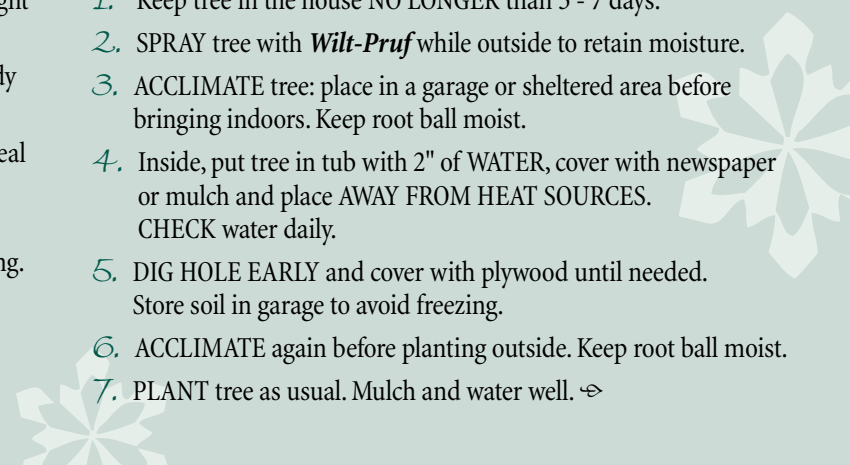 ght
1. Keep tree in the house NO LONGER than 5 - 7 days.
2. SPRAY tree with Wilt-Pruf while outside to retain moisture.
dy
3. ACCLIMATE tree: place in a garage or sheltered area before
bringing indoors. Keep root ball moist.
eal
4. Inside, put tree in tub with 2" of WATER, cover with newspaper
or mulch and place AWAY FROM HEAT SOURCES.
CHECK water daily.
ng.
5. DIG HOLE EARLY and cover with plywood until needed.
Store soil in garage to avoid freezing.
6. ACCLIMATE again before planting outside. Keep root ball moist.
7. PLANT tree as usual. Mulch and water well.